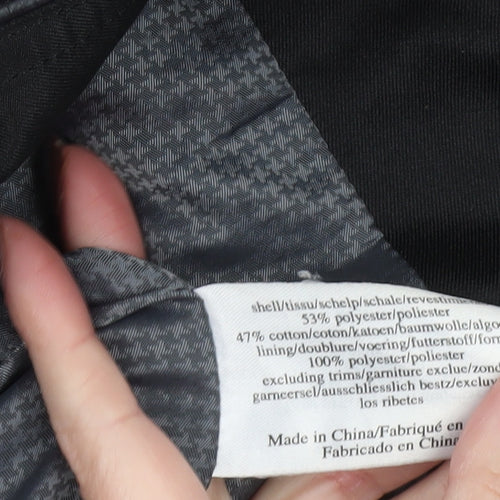 shell/tissu/schelp/schale/revestim
53% polyester/poliester
47% cotton/coton/katoen/baumwolle/algo
lining/doublure/voering/futterstoff/for
100% polyester/poliester
excluding trims/garniture exclue/zond
garneersel/ausschliesslich bestz/exclu
los ribetes
Made in China/Fabriqué en
Fabricado en China